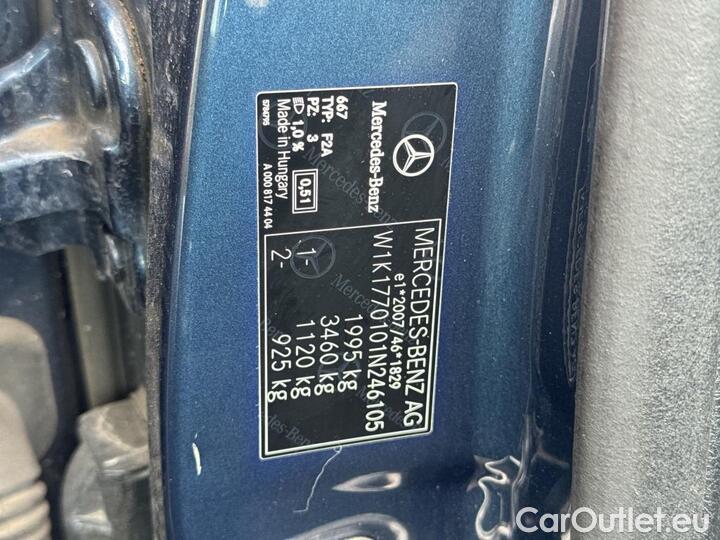 MERCEDES-BENZ AG
e1*2007/46*1829
W1K1770101N246105
1995 kg
3460 kg
1- 1120 kg
2- 925 kg
Mercedes-Benz
667
TYP: F2A
PZ: 3
1,0 % 0,51
Made in Hungary
A 000 817 44 04
5784795
CarOutlet.eu